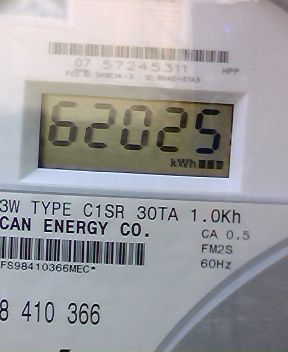 07 57245311
HPP
62025
kWh
3W TYPE C1SR 30TA 1.0Kh
CAN ENERGY CO.
CA 0.5
FM2S
FS98410366MEC*
60Hz
8 410 366